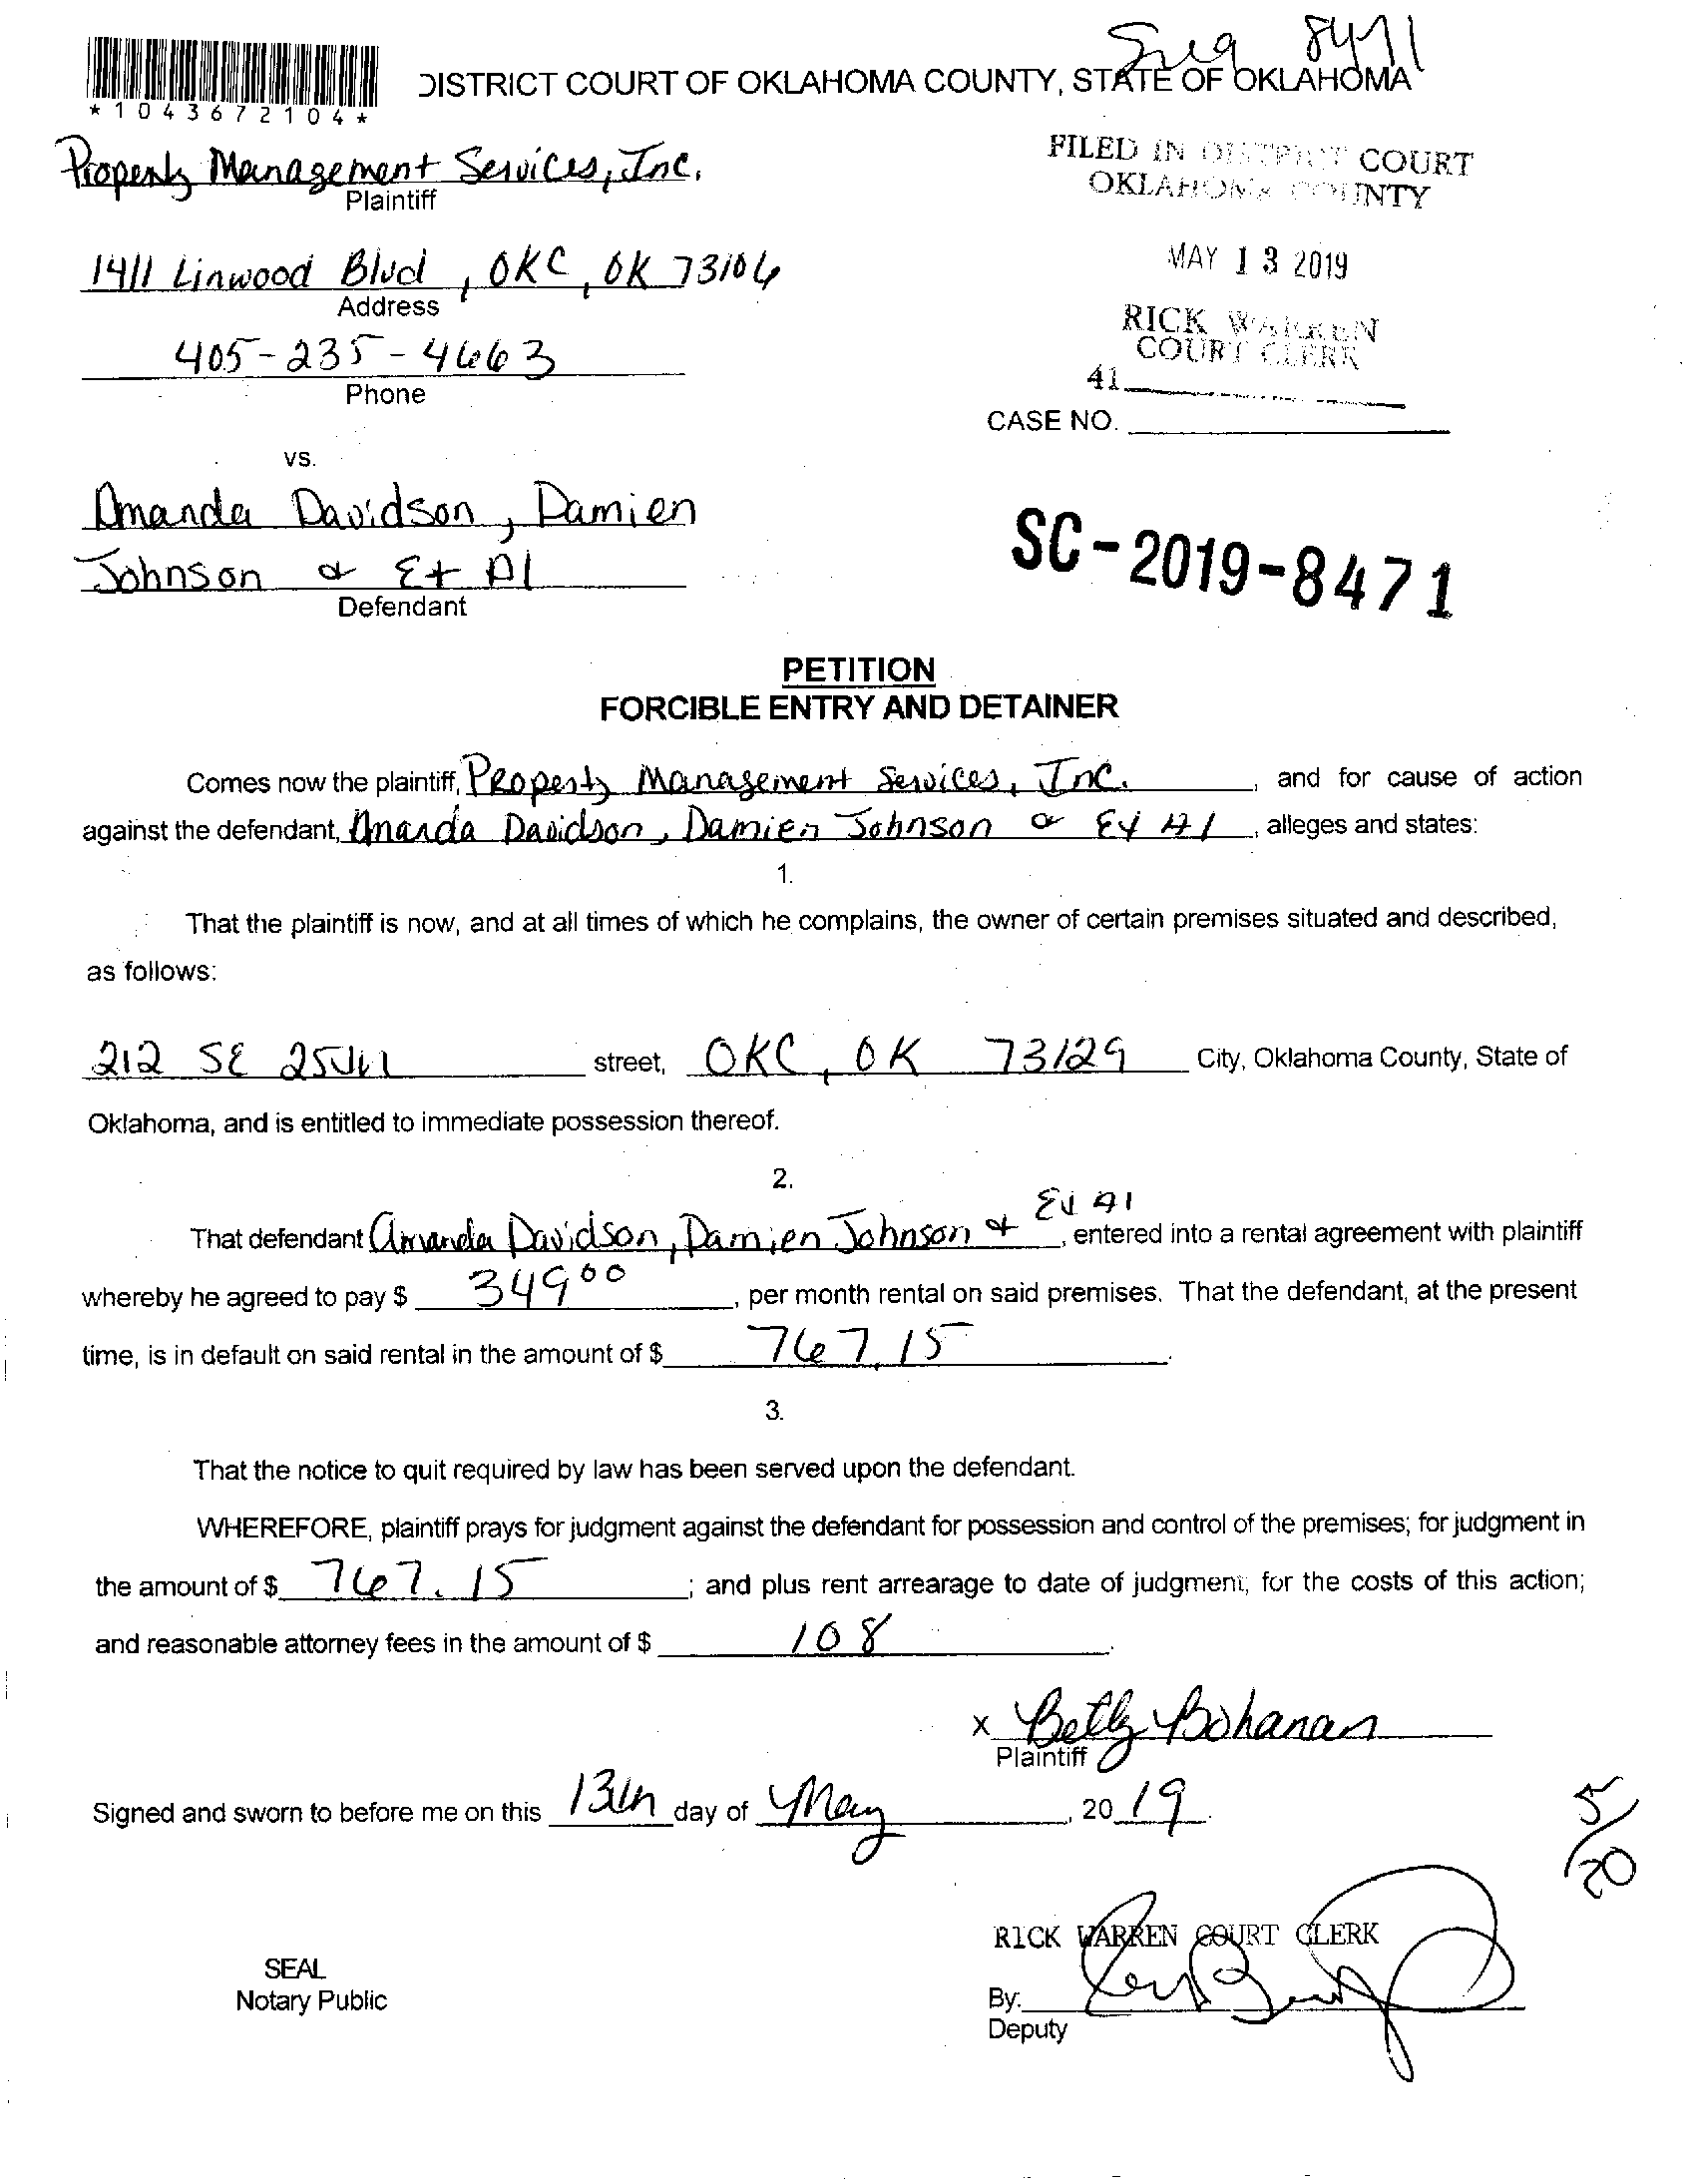 8471
*1043672104*
DISTRICT COURT OF OKLAHOMA COUNTY, STATE OF OKLAHOMA
Property Management Services, Inc.
Plaintiff
FILED IN DISTRICT COURT
OKLAHOMA COUNTY
1411 Linwood Blvd, OKC, OK 73106
Address
MAY 13 2019
405-235-4663
Phone
RICK WARREN
COURT CLERK
41
CASE NO.
vs.
Amanda Davidson, Damien
Johnson & Et Al
Defendant
SC-2019-8471
PETITION
FORCIBLE ENTRY AND DETAINER
Comes now the plaintiff, Property Management Services, Inc., and for cause of action
against the defendant, Amanda Davidson, Damien Johnson & Et Al, alleges and states:
1.
That the plaintiff is now, and at all times of which he complains, the owner of certain premises situated and described,
as follows:
212 SE 25th street, OKC, OK 73129 City, Oklahoma County, State of
Oklahoma, and is entitled to immediate possession thereof.
2.
That defendant Amanda Davidson, Damien Johnson & Et Al, entered into a rental agreement with plaintiff
whereby he agreed to pay $ 349 00, per month rental on said premises. That the defendant, at the present
time, is in default on said rental in the amount of $ 767.15.
3.
That the notice to quit required by law has been served upon the defendant.
WHEREFORE, plaintiff prays for judgment against the defendant for possession and control of the premises; for judgment in
the amount of $ 767.15; and plus rent arrearage to date of judgment; for the costs of this action;
and reasonable attorney fees in the amount of $ 108.
x Betty Bohanan
Plaintiff
Signed and sworn to before me on this 13th day of May, 20 19.
5/20
RICK WARREN COURT CLERK
SEAL
Notary Public
By:
Deputy